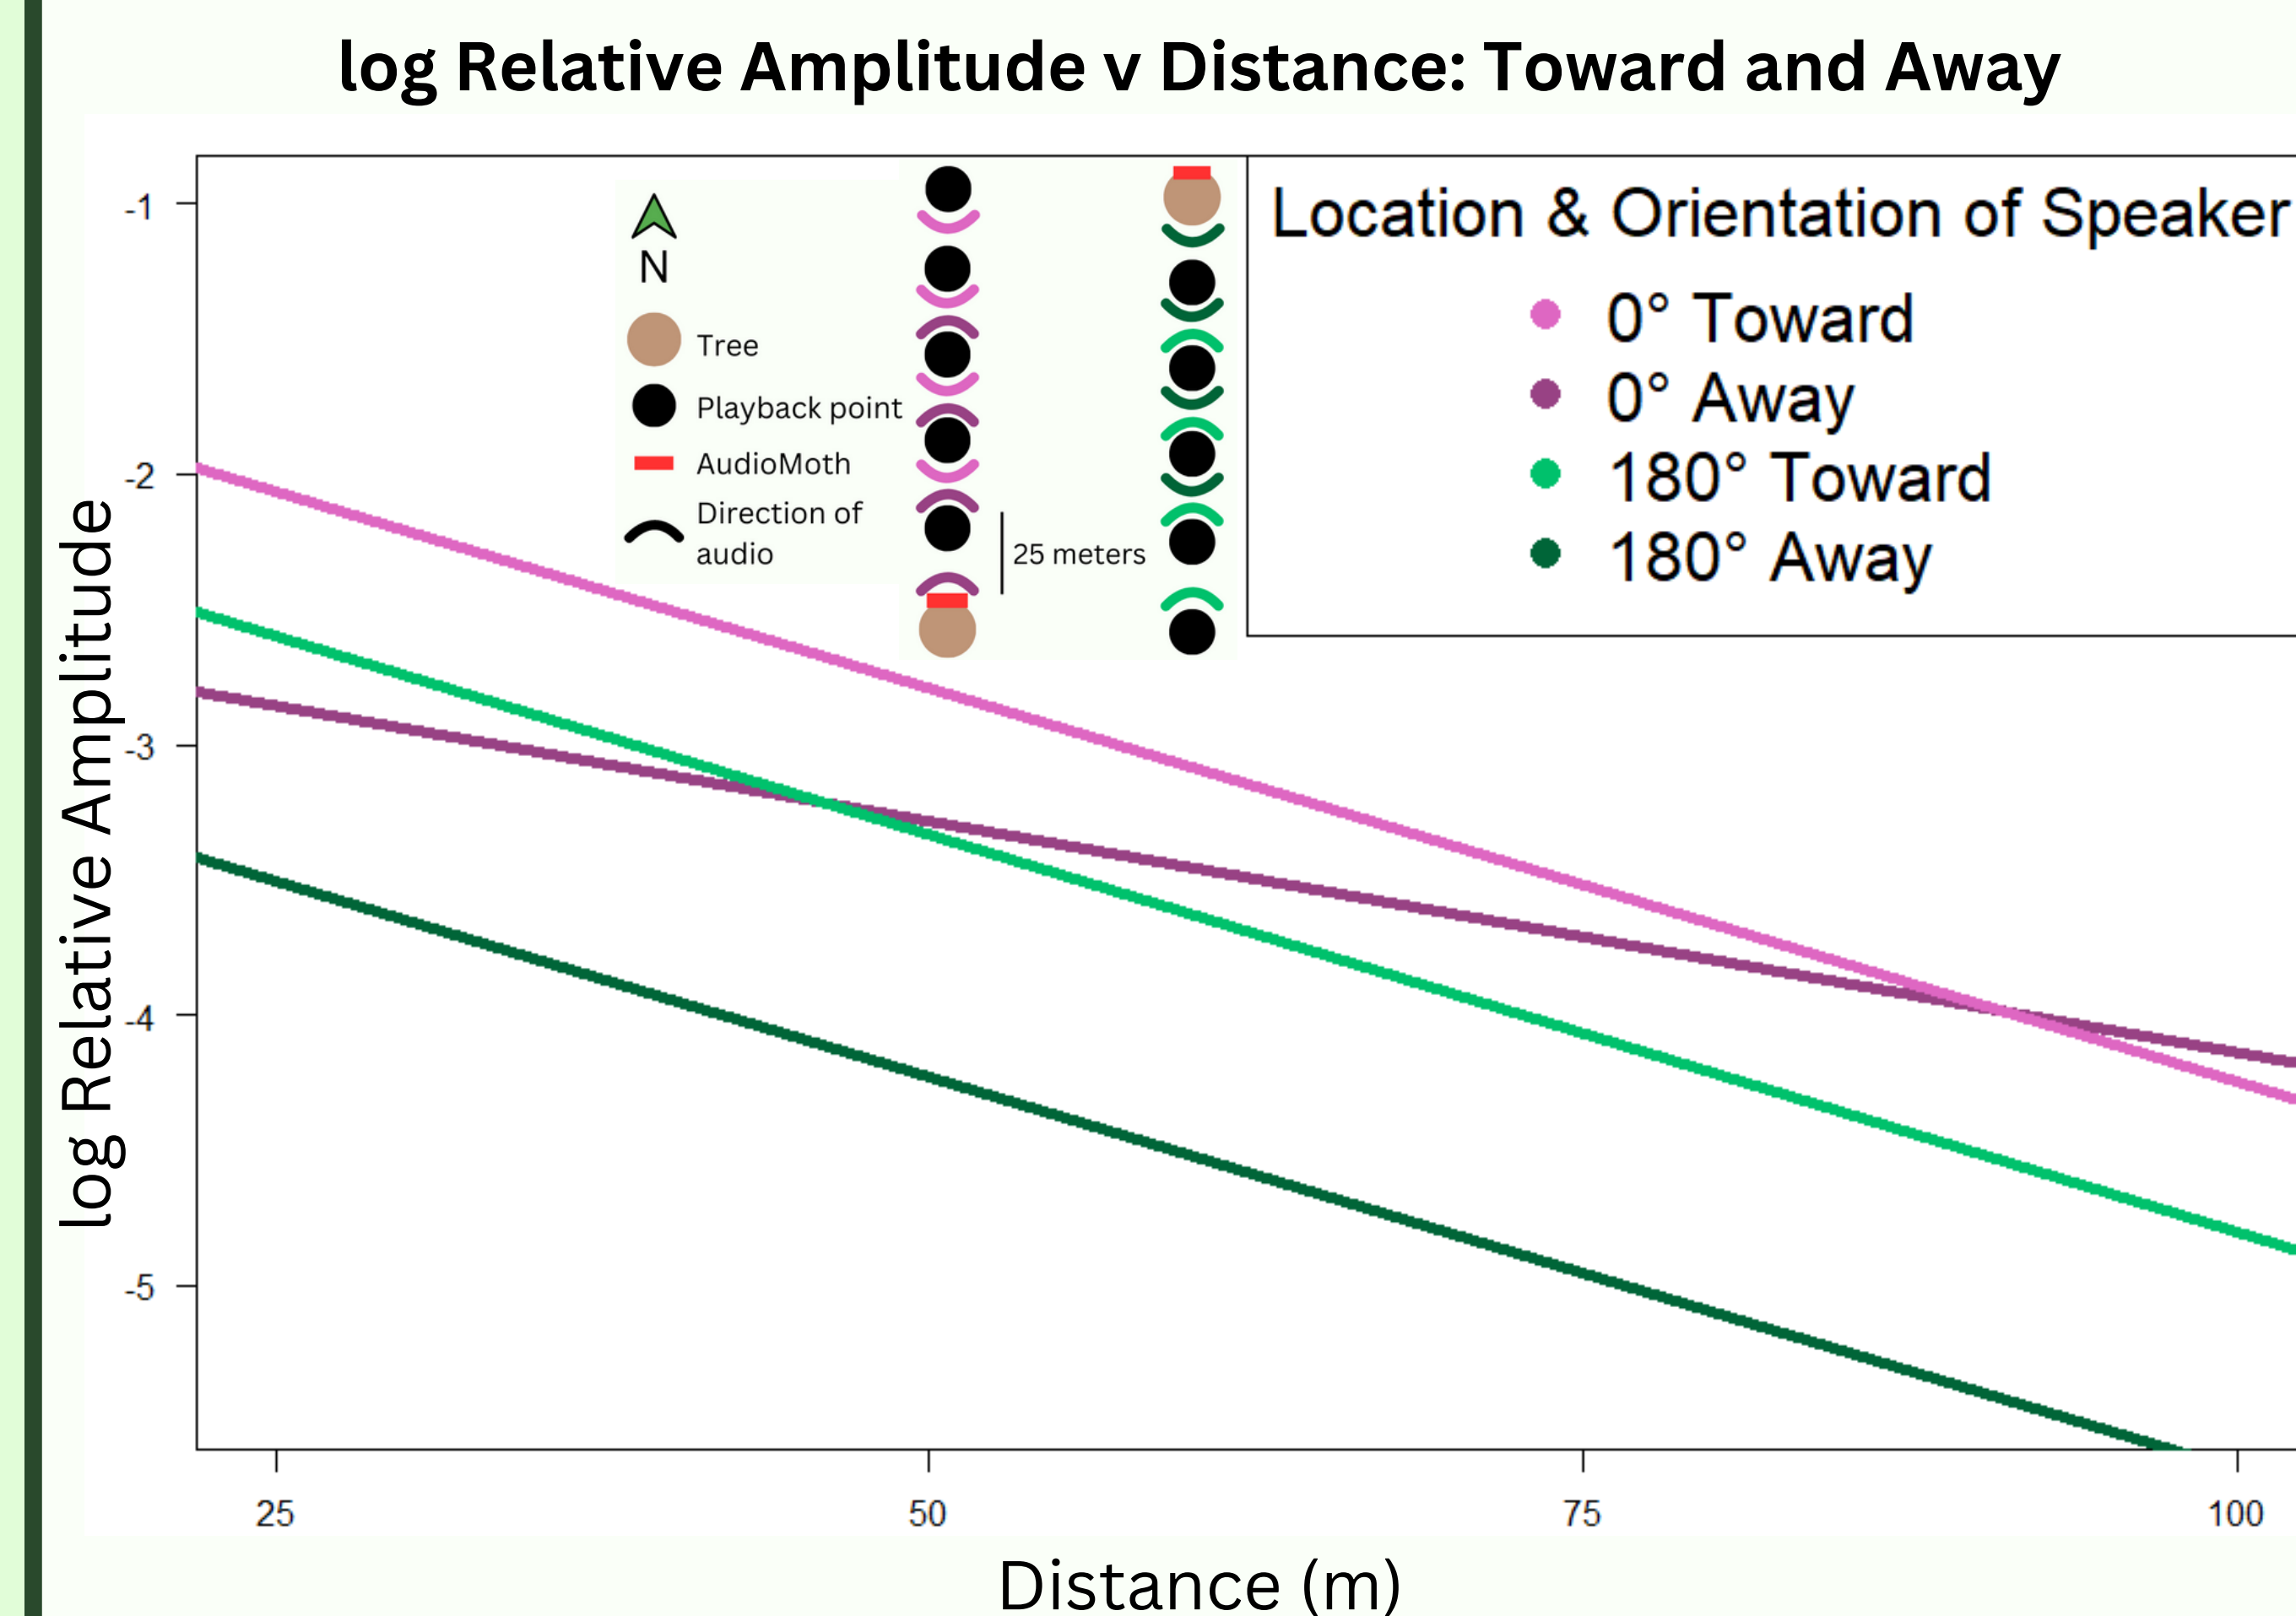 log Relative Amplitude v Distance: Toward and Away
log Relative Amplitude
-1
-2
-3
-4
-5
N
Tree
Playback point
AudioMoth
Direction of
audio
25 meters
Location & Orientation of Speaker
0° Toward
0° Away
180° Toward
180° Away
25
50
75
100
Distance (m)